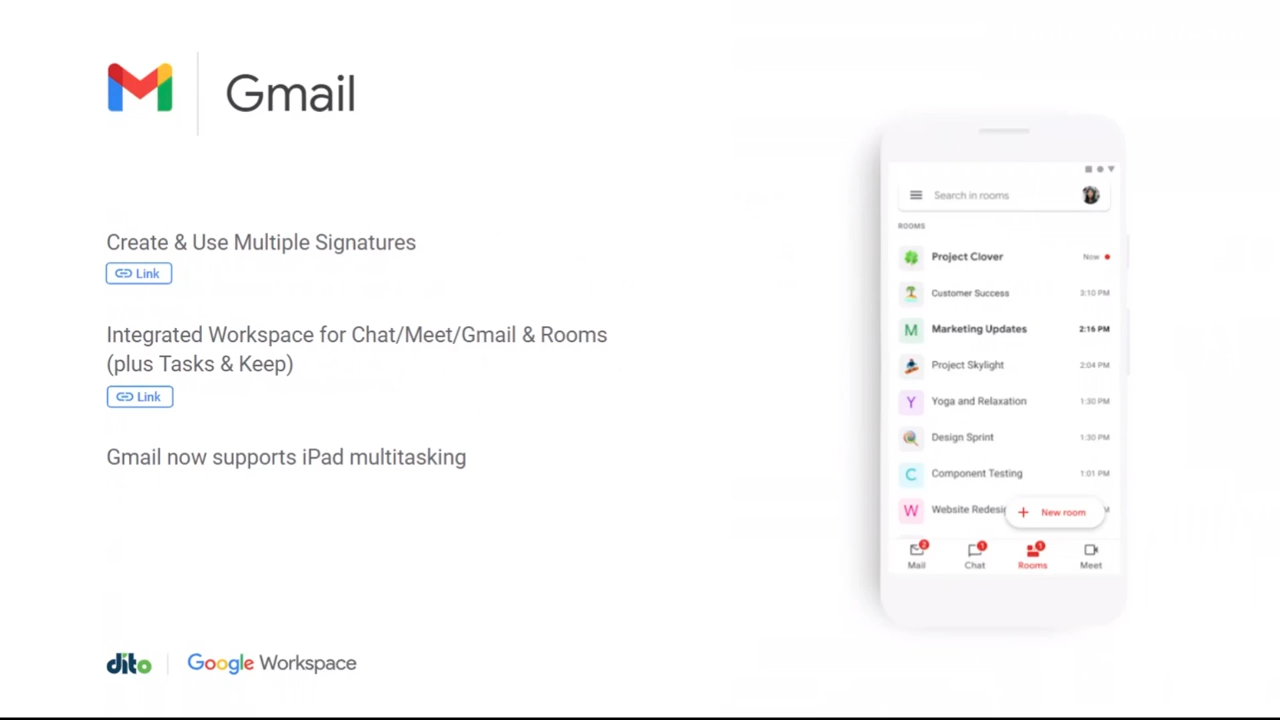 Gmail
Create & Use Multiple Signatures
Link
Integrated Workspace for Chat/Meet/Gmail & Rooms
(plus Tasks & Keep)
Link
Gmail now supports iPad multitasking
dito
Google Workspace
Search in rooms
ROOMS
Project Clover Now
Customer Success 3:10 PM
M Marketing Updates 2:16 PM
Project Skylight 2:04 PM
Y Yoga and Relaxation 1:30 PM
Design Sprint 1:30 PM
C Component Testing 1:01 PM
W Website
+ New room
2 1 1
Mail Chat Rooms Meet